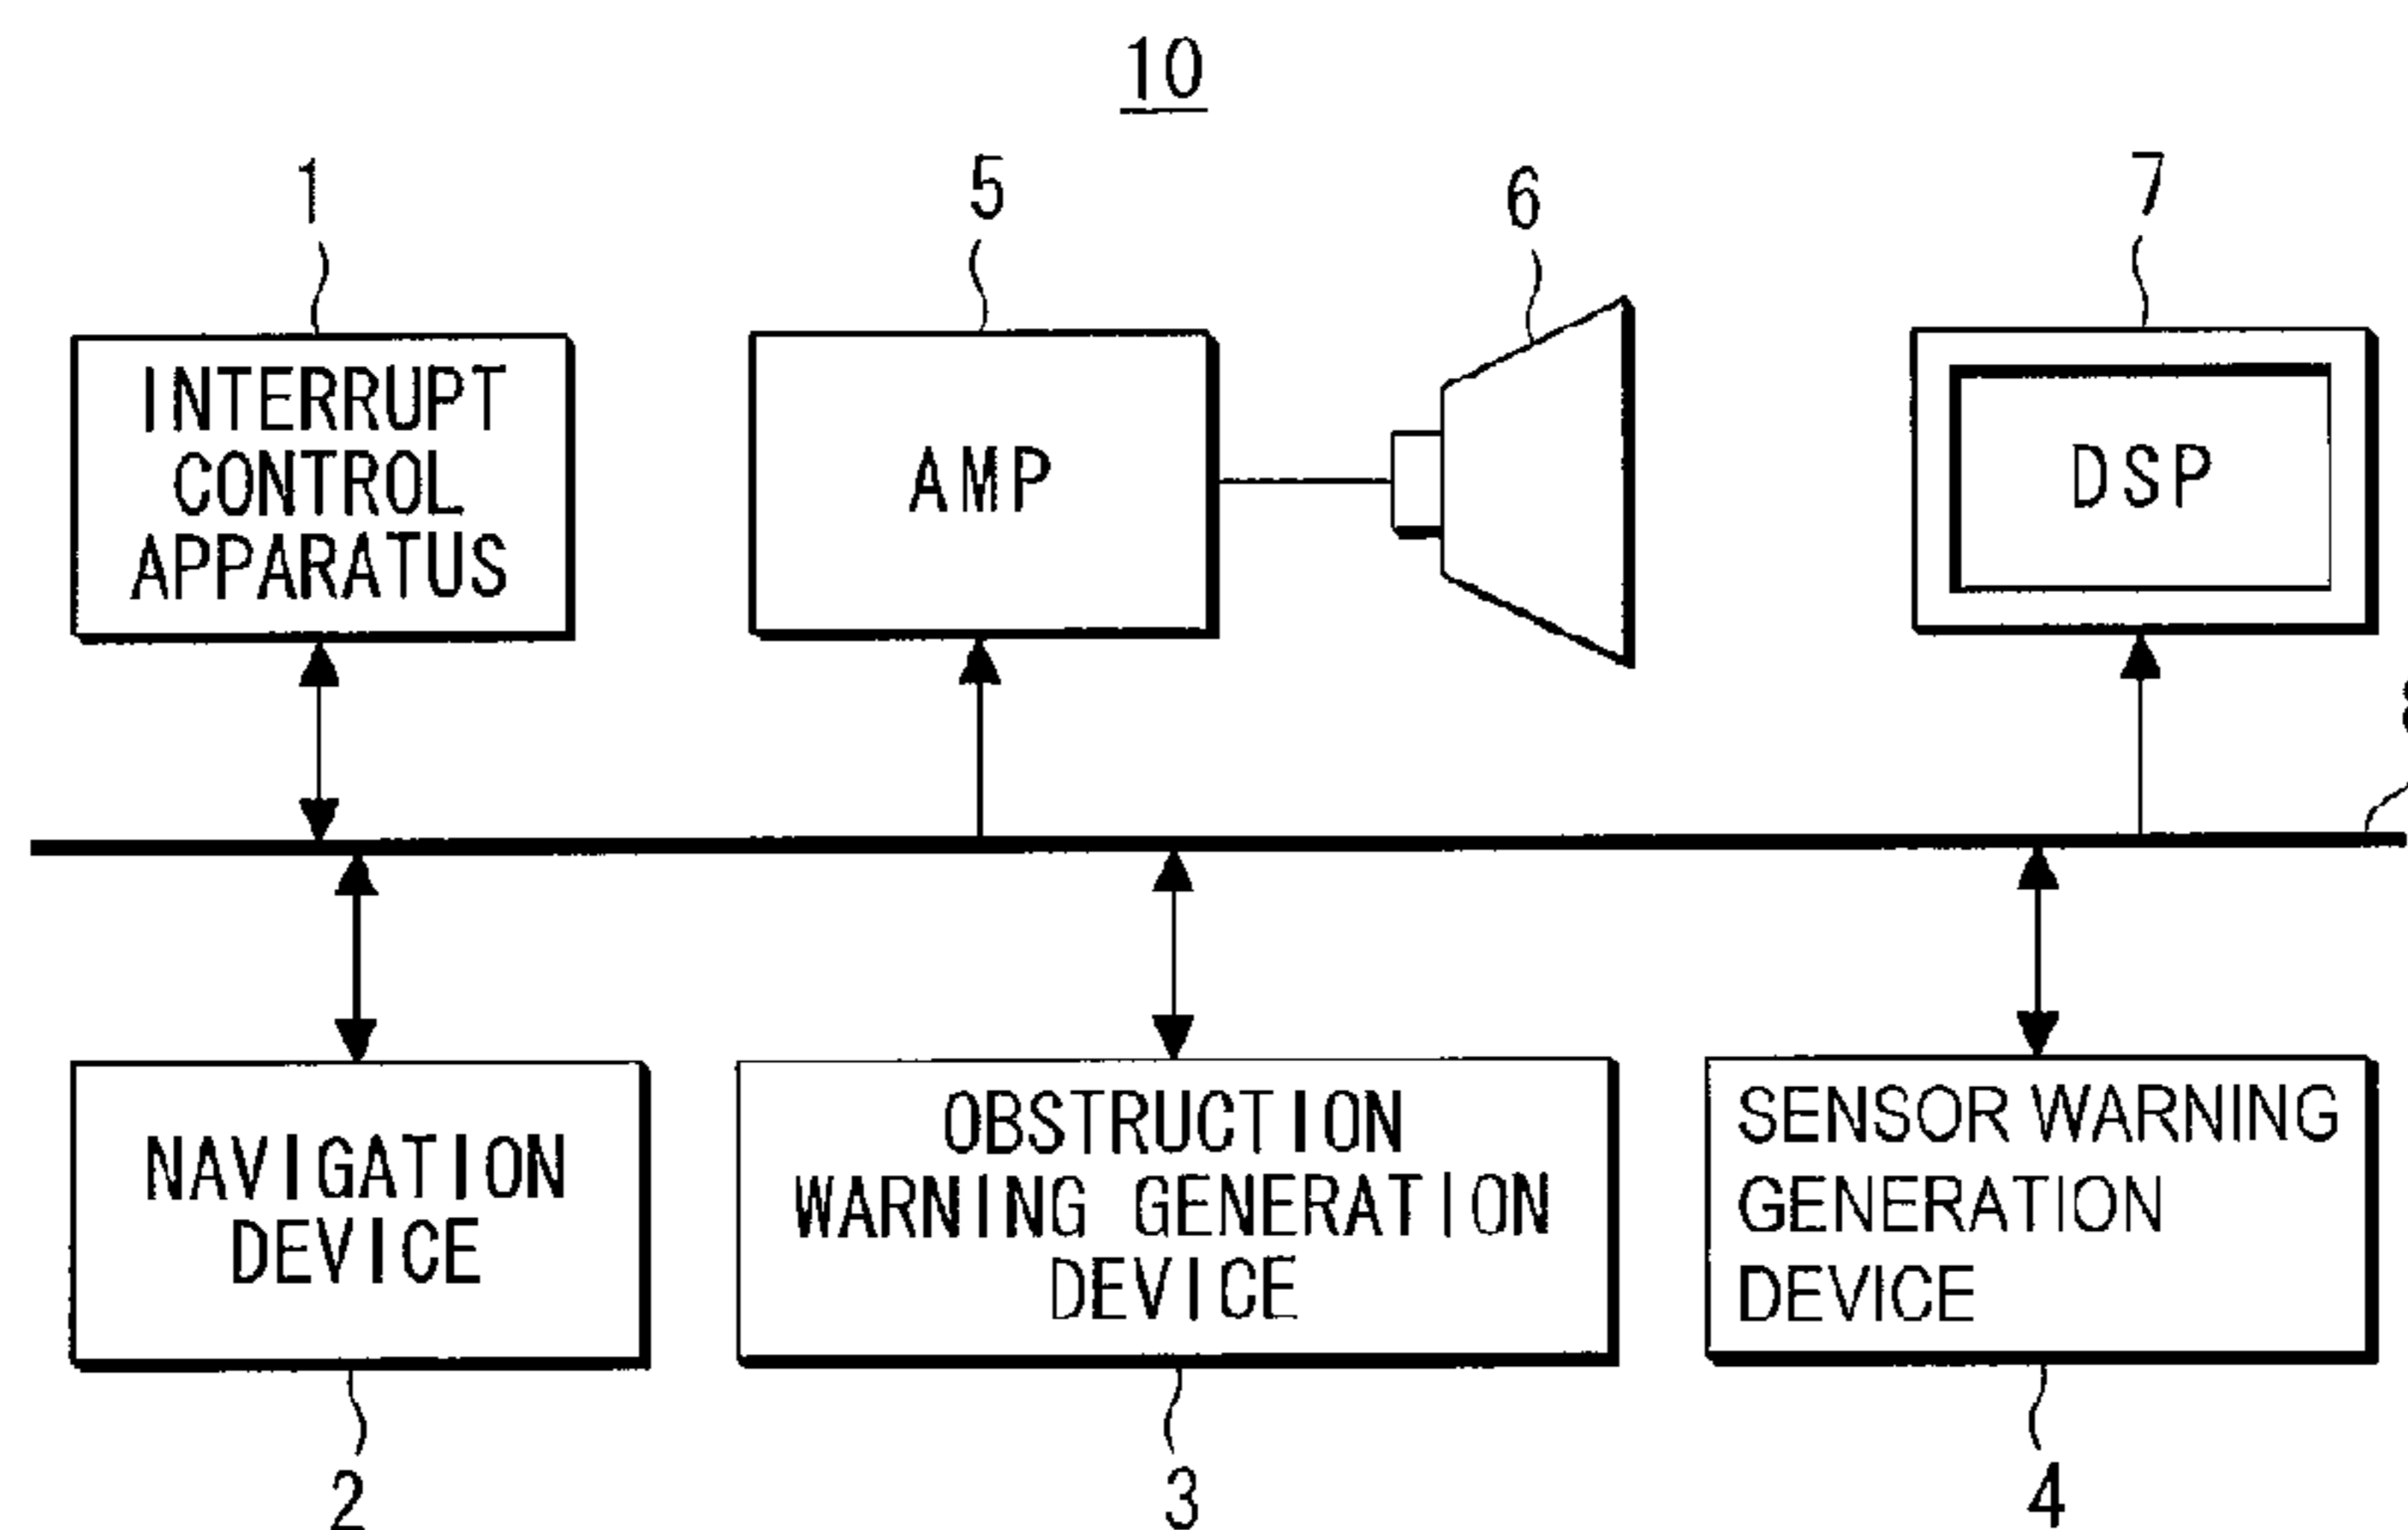 10
1
5
6
7
INTERRUPT
CONTROL
APPARATUS
AMP
DSP
8
NAVIGATION
DEVICE
OBSTRUCTION
WARNING GENERATION
DEVICE
SENSOR WARNING
GENERATION
DEVICE
2
3
4